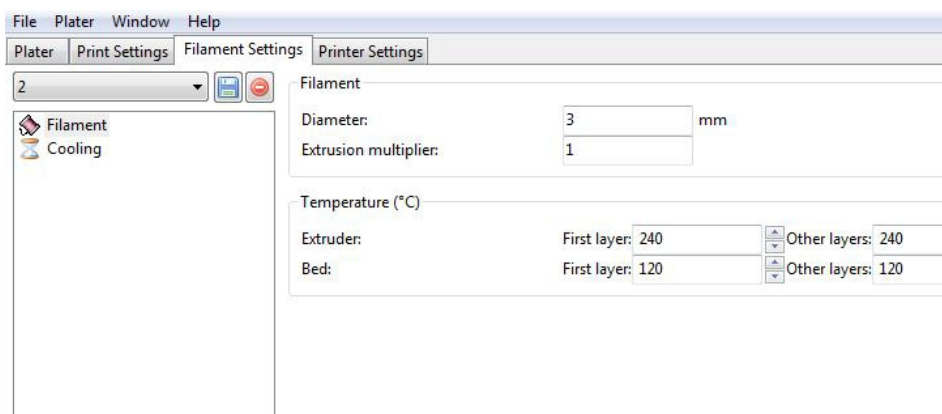 File Plater Window Help
Plater Print Settings Filament Settings Printer Settings
2
Filament
Cooling
Filament
Diameter: 3 mm
Extrusion multiplier: 1
Temperature (°C)
Extruder: First layer: 240 Other layers: 240
Bed: First layer: 120 Other layers: 120